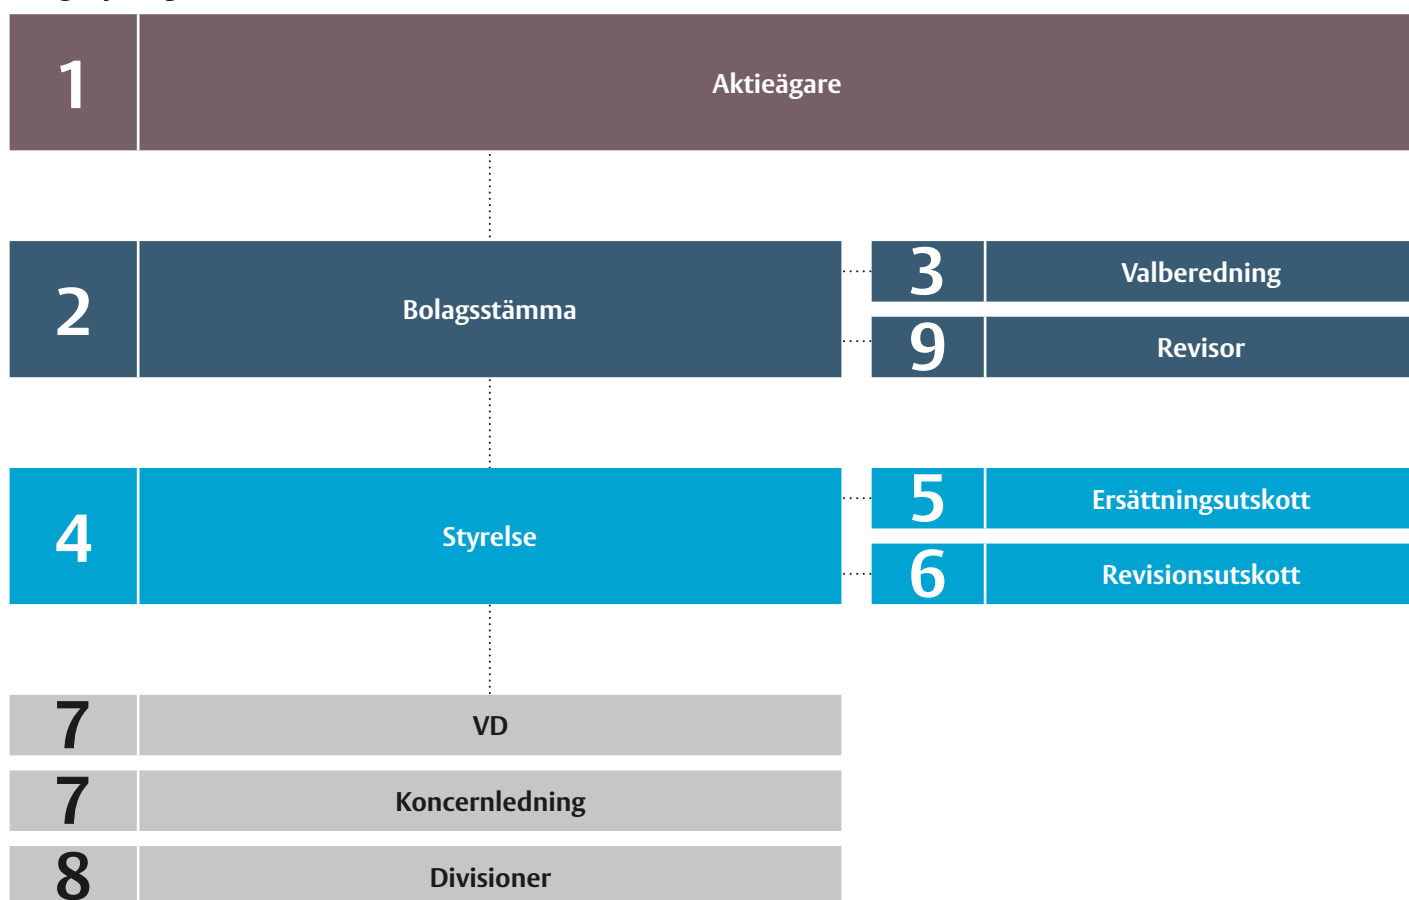 1
Aktieägare
2
Bolagsstämma
3
Valberedning
9
Revisor
4
Styrelse
5
Ersättningsutskott
6
Revisionsutskott
7
VD
7
Koncernledning
8
Divisioner